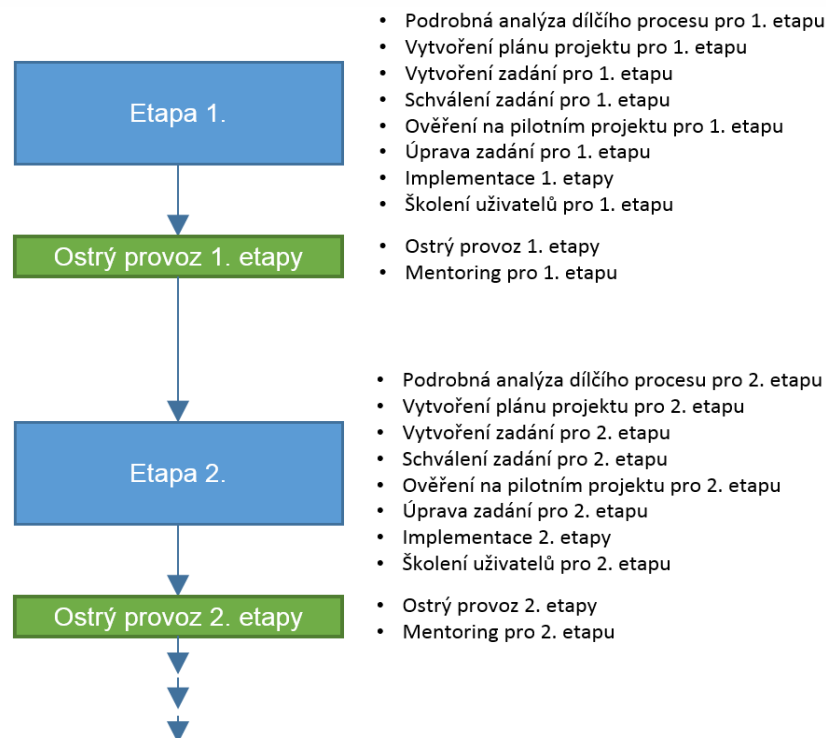 • Podrobná analýza dílčího procesu pro 1. etapu
• Vytvoření plánu projektu pro 1. etapu
• Vytvoření zadání pro 1. etapu
• Schválení zadání pro 1. etapu
• Ověření na pilotním projektu pro 1. etapu
• Úprava zadání pro 1. etapu
• Implementace 1. etapy
• Školení uživatelů pro 1. etapu
Etapa 1.
• Ostrý provoz 1. etapy
• Mentoring pro 1. etapu
Ostrý provoz 1. etapy
• Podrobná analýza dílčího procesu pro 2. etapu
• Vytvoření plánu projektu pro 2. etapu
• Vytvoření zadání pro 2. etapu
• Schválení zadání pro 2. etapu
• Ověření na pilotním projektu pro 2. etapu
• Úprava zadání pro 2. etapu
• Implementace 2. etapy
• Školení uživatelů pro 2. etapu
Etapa 2.
• Ostrý provoz 2. etapy
• Mentoring pro 2. etapu
Ostrý provoz 2. etapy